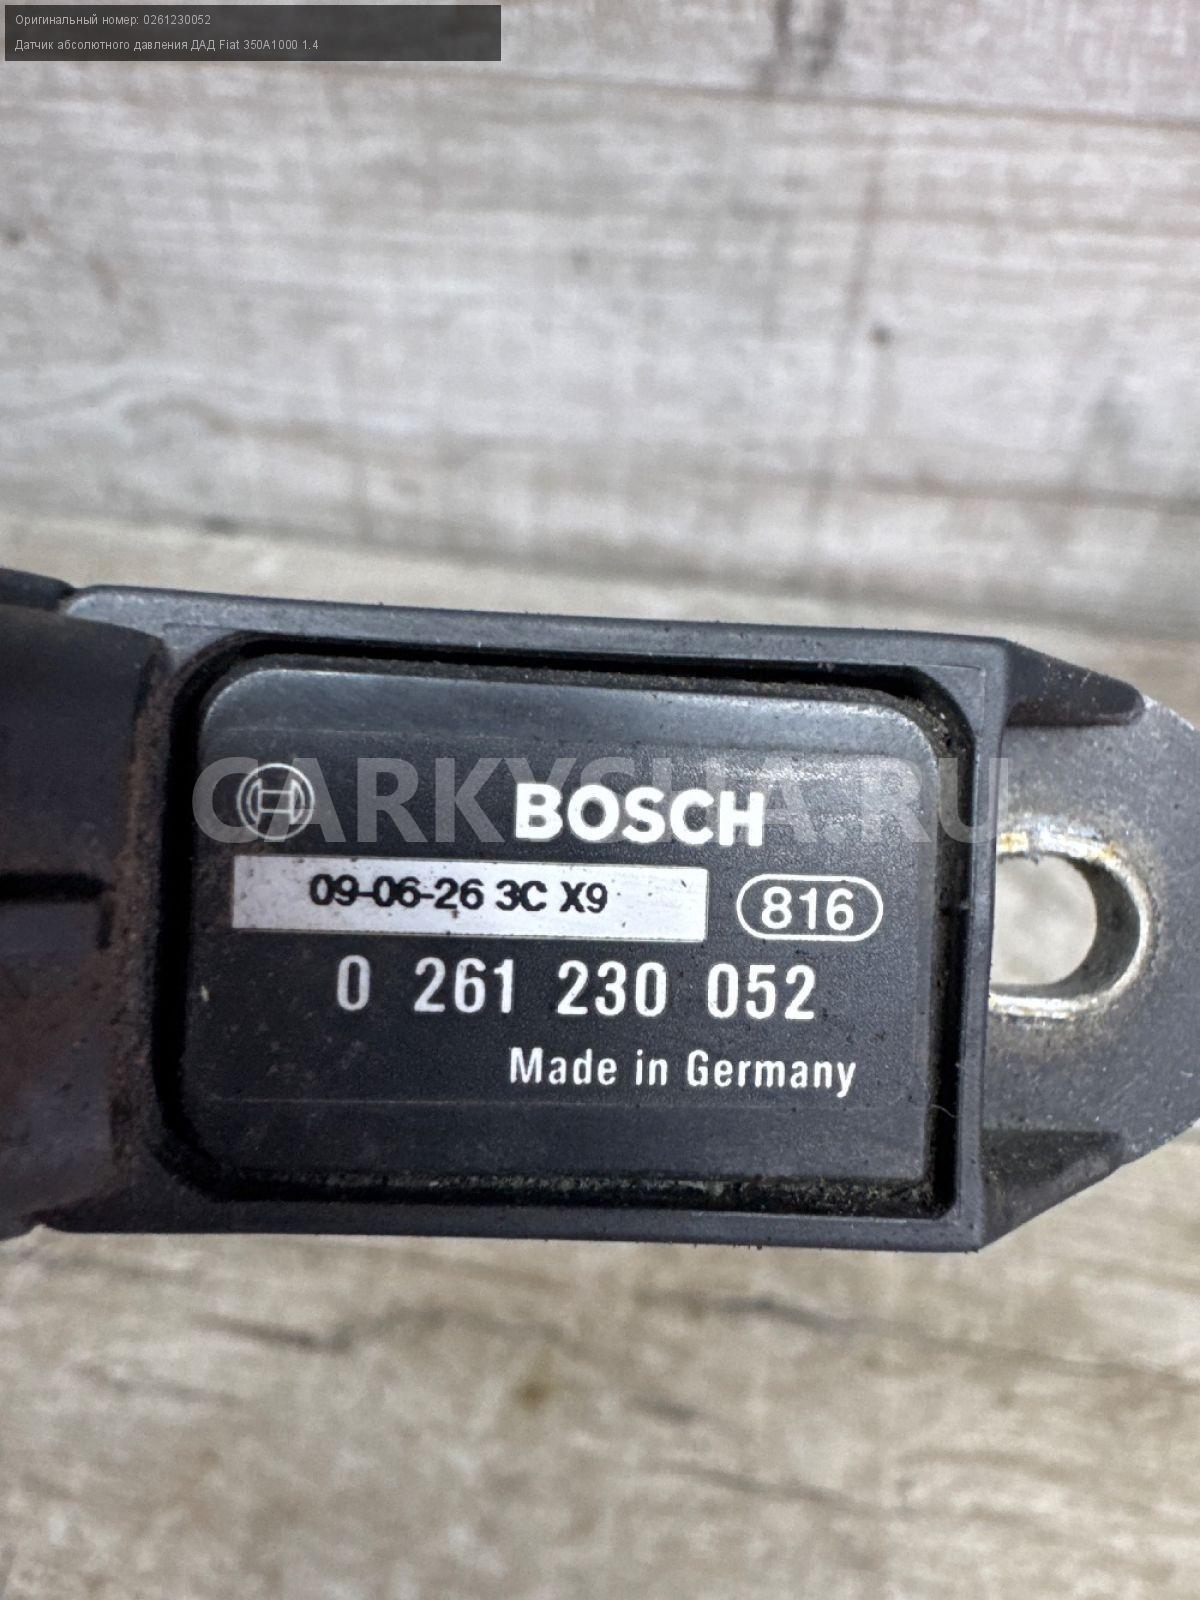 Оригинальный номер: 0261230052
Датчик абсолютного давления ДАД Fiat 350A1000 1.4
CARKYSHA.RU
BOSCH
09-06-26 3C X9
816
0 261 230 052
Made in Germany